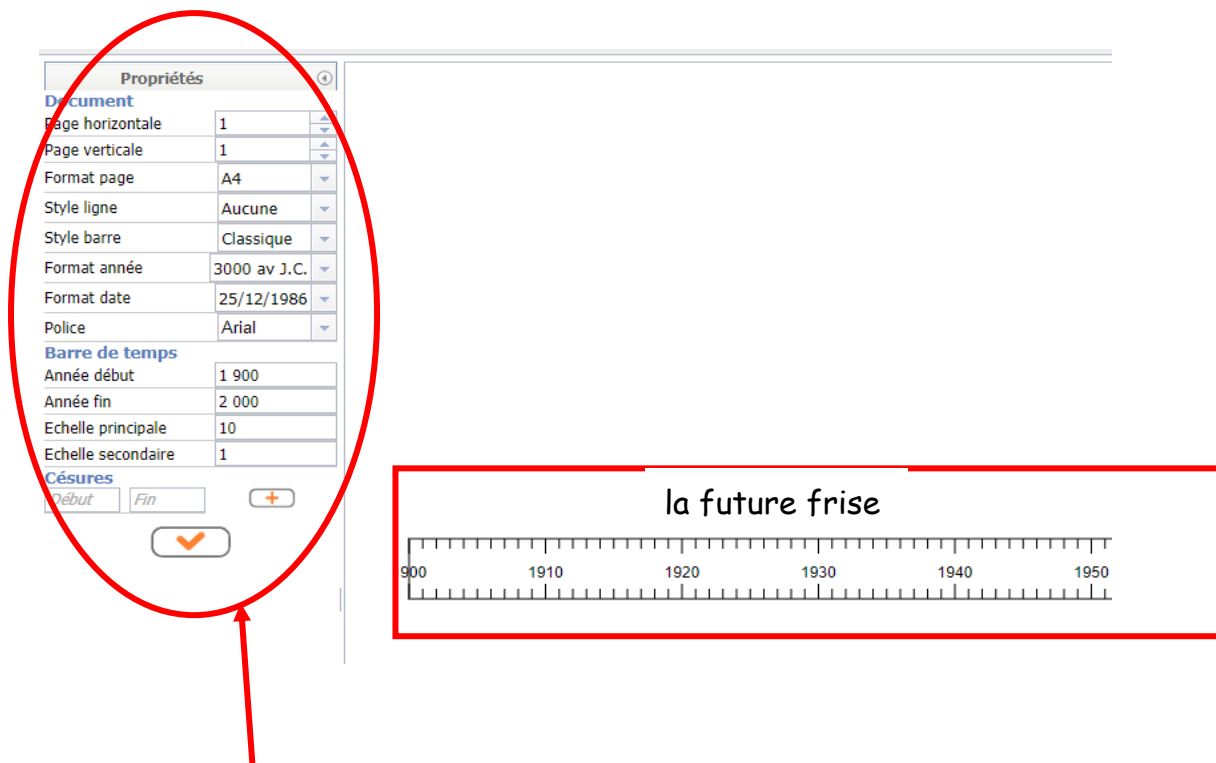 Propriétés
Document
Page horizontale 1
Page verticale 1
Format page A4
Style ligne Aucune
Style barre Classique
Format année 3000 av J.C.
Format date 25/12/1986
Police Arial
Barre de temps
Année début 1 900
Année fin 2 000
Echelle principale 10
Echelle secondaire 1
Césures
Début Fin
la future frise
900 1910 1920 1930 1940 1950